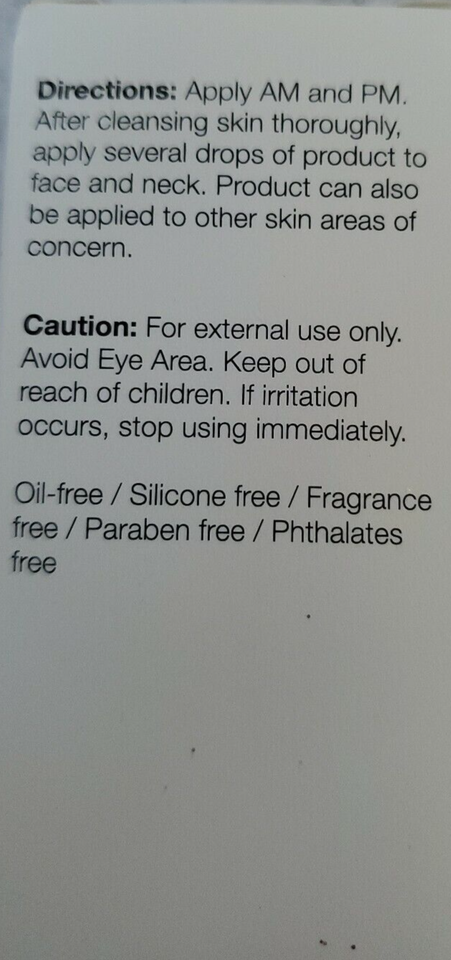 Directions: Apply AM and PM.
After cleansing skin thoroughly,
apply several drops of product to
face and neck. Product can also
be applied to other skin areas of
concern.
Caution: For external use only.
Avoid Eye Area. Keep out of
reach of children. If irritation
occurs, stop using immediately.
Oil-free / Silicone free / Fragrance
free / Paraben free / Phthalates
free